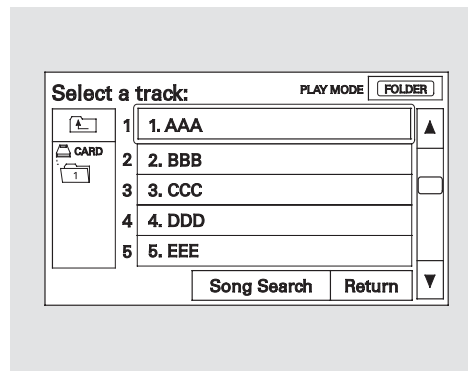 Select a track: PLAY MODE FOLDER
1 1. AAA
CARD
2 2. BBB
1
3 3. CCC
4 4. DDD
5 5. EEE
Song Search Return